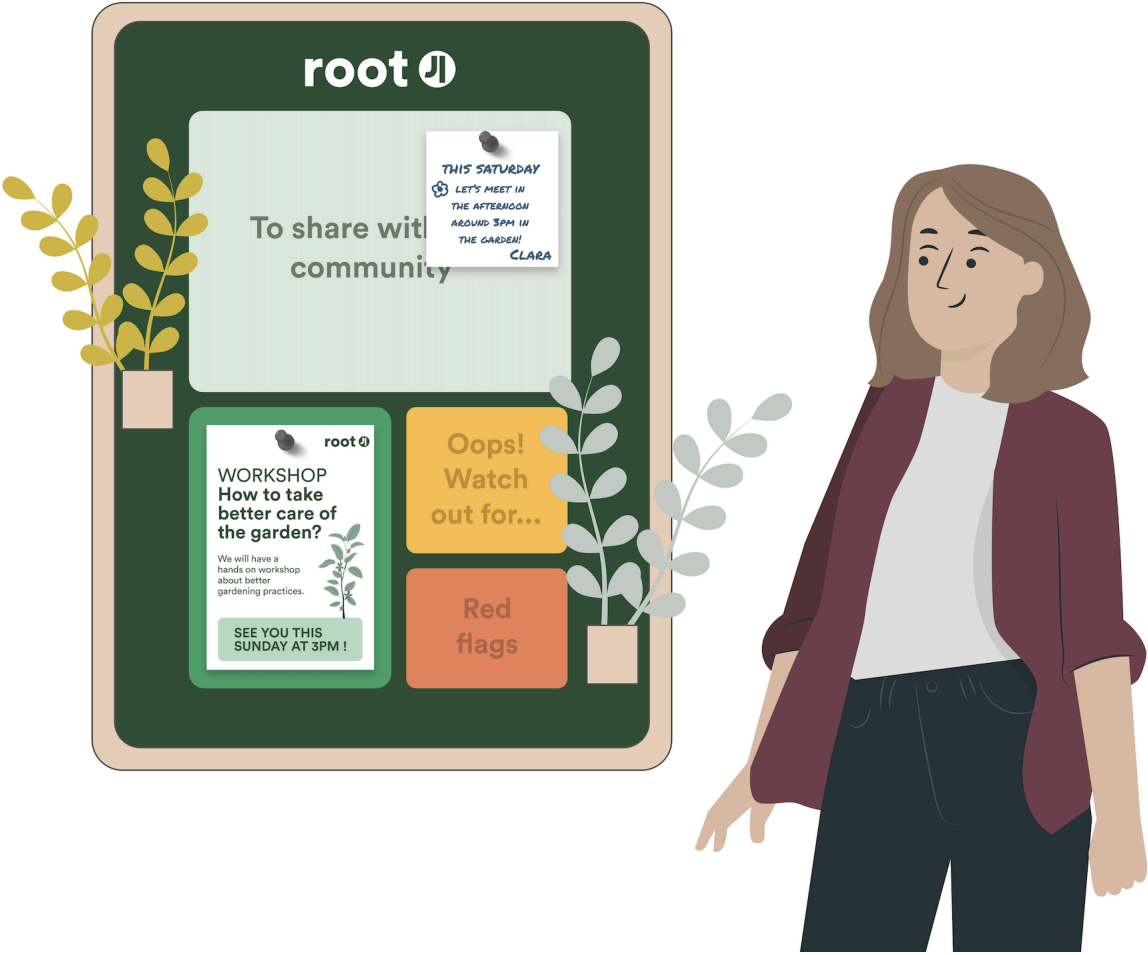 root
To share with
community
THIS SATURDAY
LET'S MEET IN
THE AFTERNOON
AROUND 3PM IN
THE GARDEN!
CLARA
root
WORKSHOP
How to take
better care of
the garden?
We will have a
hands on workshop
about better
gardening practices.
SEE YOU THIS
SUNDAY AT 3PM !
Oops!
Watch
out for...
Red
flags